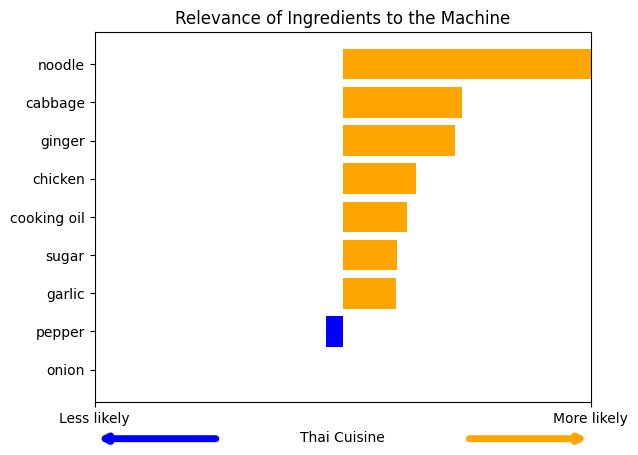 Relevance of Ingredients to the Machine
noodle
cabbage
ginger
chicken
cooking oil
sugar
garlic
pepper
onion
Less likely
More likely
Thai Cuisine